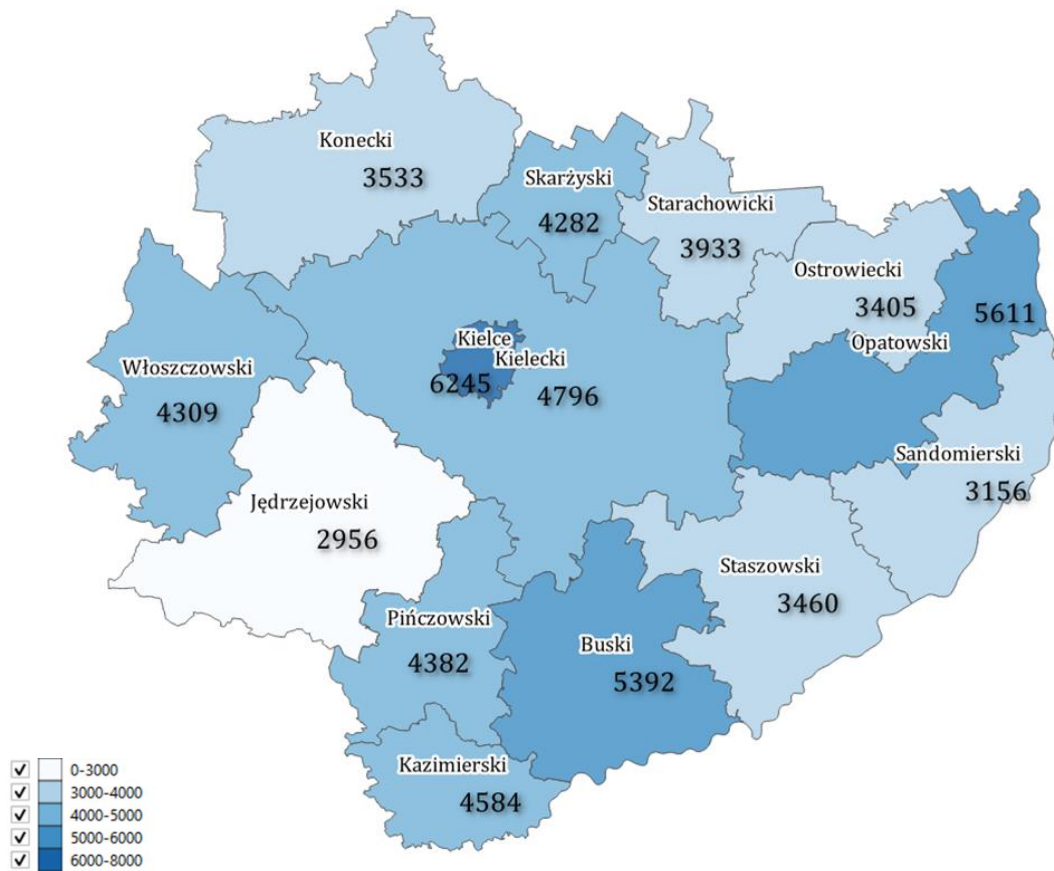 Konecki
3533
Skarżyski
4282
Starachowicki
3933
Ostrowiecki
3405
5611
Opatowski
Kielce
Kielecki
6245
4796
Włoszczowski
4309
Sandomierski
3156
Jędrzejowski
2956
Staszowski
3460
Pińczowski
4382
Buski
5392
Kazimierski
4584
0-3000
3000-4000
4000-5000
5000-6000
6000-8000